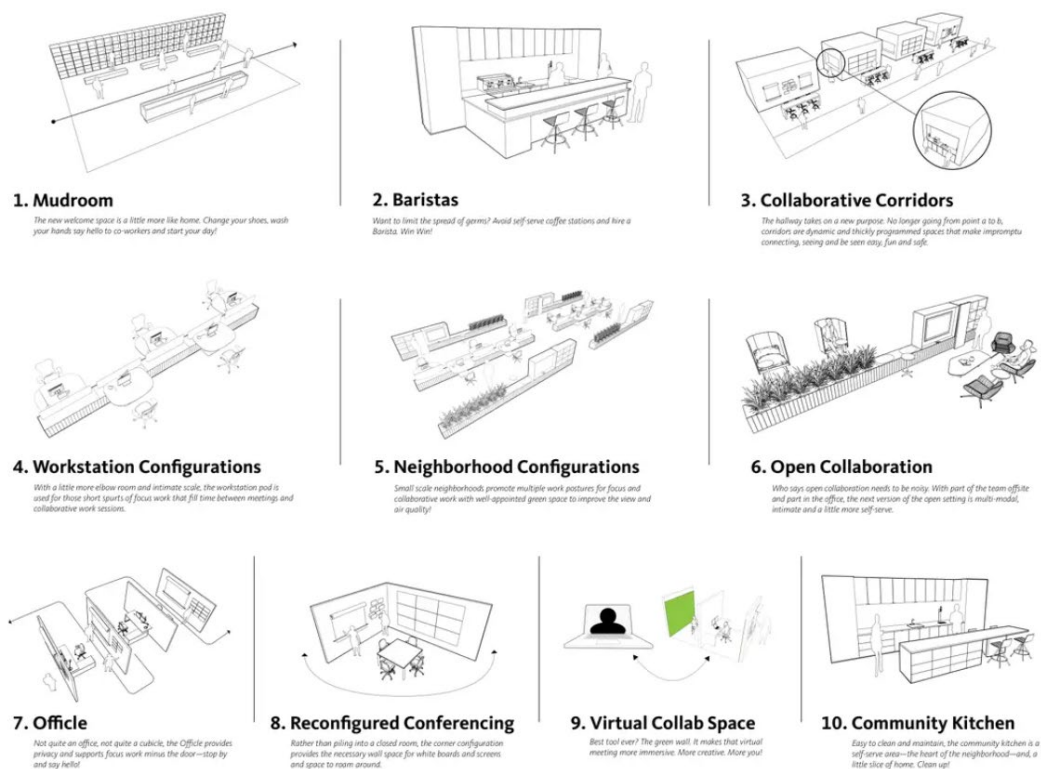 1. Mudroom
The new welcome space is a little more like home. Change your shoes, wash
your hands say hello to co-workers and start your day!
2. Baristas
Want to limit the spread of germs? Avoid self-serve coffee stations and hire a
Barista. Win Win!
3. Collaborative Corridors
The hallway takes on a new purpose. No longer going from point a to b,
corridors are dynamic and thickly programmed spaces that make impromptu
connecting, seeing and be seen easy, fun and safe.
4. Workstation Configurations
With a little more elbow room and intimate scale, the workstation pod is
used for those short spurts of focus work that fill time between meetings and
collaborative work sessions.
5. Neighborhood Configurations
Small scale neighborhoods promote multiple work postures for focus and
collaborative work with well-appointed green space to improve the view and
air quality!
6. Open Collaboration
Who says open collaboration needs to be noisy. With part of the team offsite
and part in the office, the next version of the open setting is multi-modal,
intimate and a little more self-serve.
7. Officle
Not quite an office, not quite a cubicle, the Officle provides
privacy and supports focus work minus the door—stop by
and say hello!
8. Reconfigured Conferencing
Rather than piling into a closed room, the corner configuration
provides the necessary wall space for white boards and screens
and space to roam around.
9. Virtual Collab Space
Best tool ever? The green wall. It makes that virtual
meeting more immersive. More creative. More you!
10. Community Kitchen
Easy to clean and maintain, the community kitchen is a
self-serve area—the heart of the neighborhood—and, a
little slice of home. Clean up!